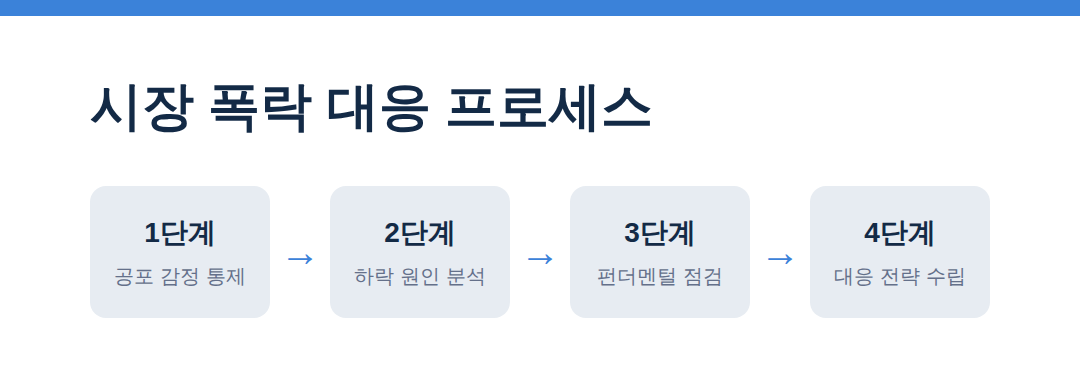 시장 폭락 대응 프로세스
1단계
공포 감정 통제
→
2단계
하락 원인 분석
→
3단계
펀더멘털 점검
→
4단계
대응 전략 수립